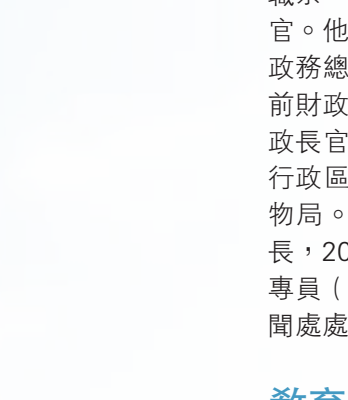 官。他
政務總
前財政
政長官
行政區
物局。
長，20
專員（
聞處處
教育